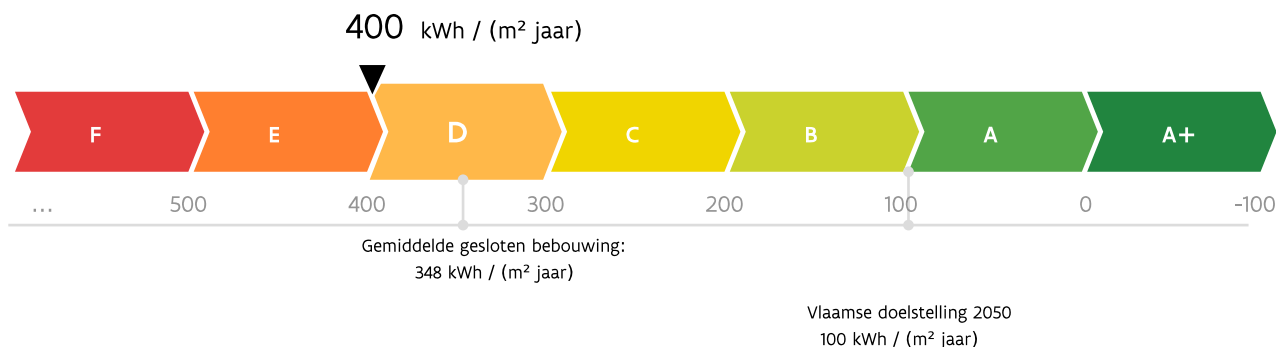 400 kWh / (m² jaar)
F E D C B A A+
... 500 400 300 200 100 0 -100
Gemiddelde gesloten bebouwing:
348 kWh / (m² jaar)
Vlaamse doelstelling 2050
100 kWh / (m² jaar)